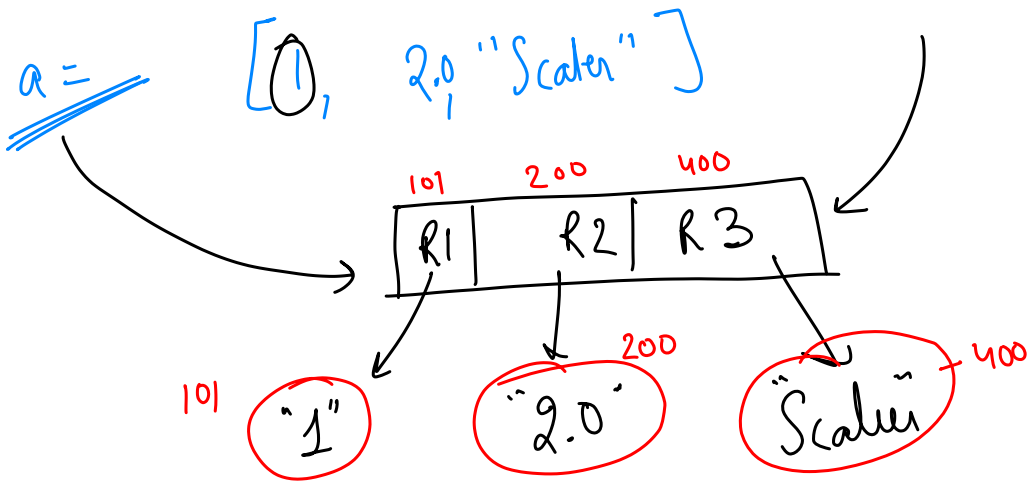 a = [1, 2.0, "Scaler"]
101 200 400
R1 R2 R3
200
400
101 "1" "2.0" "Scaler"